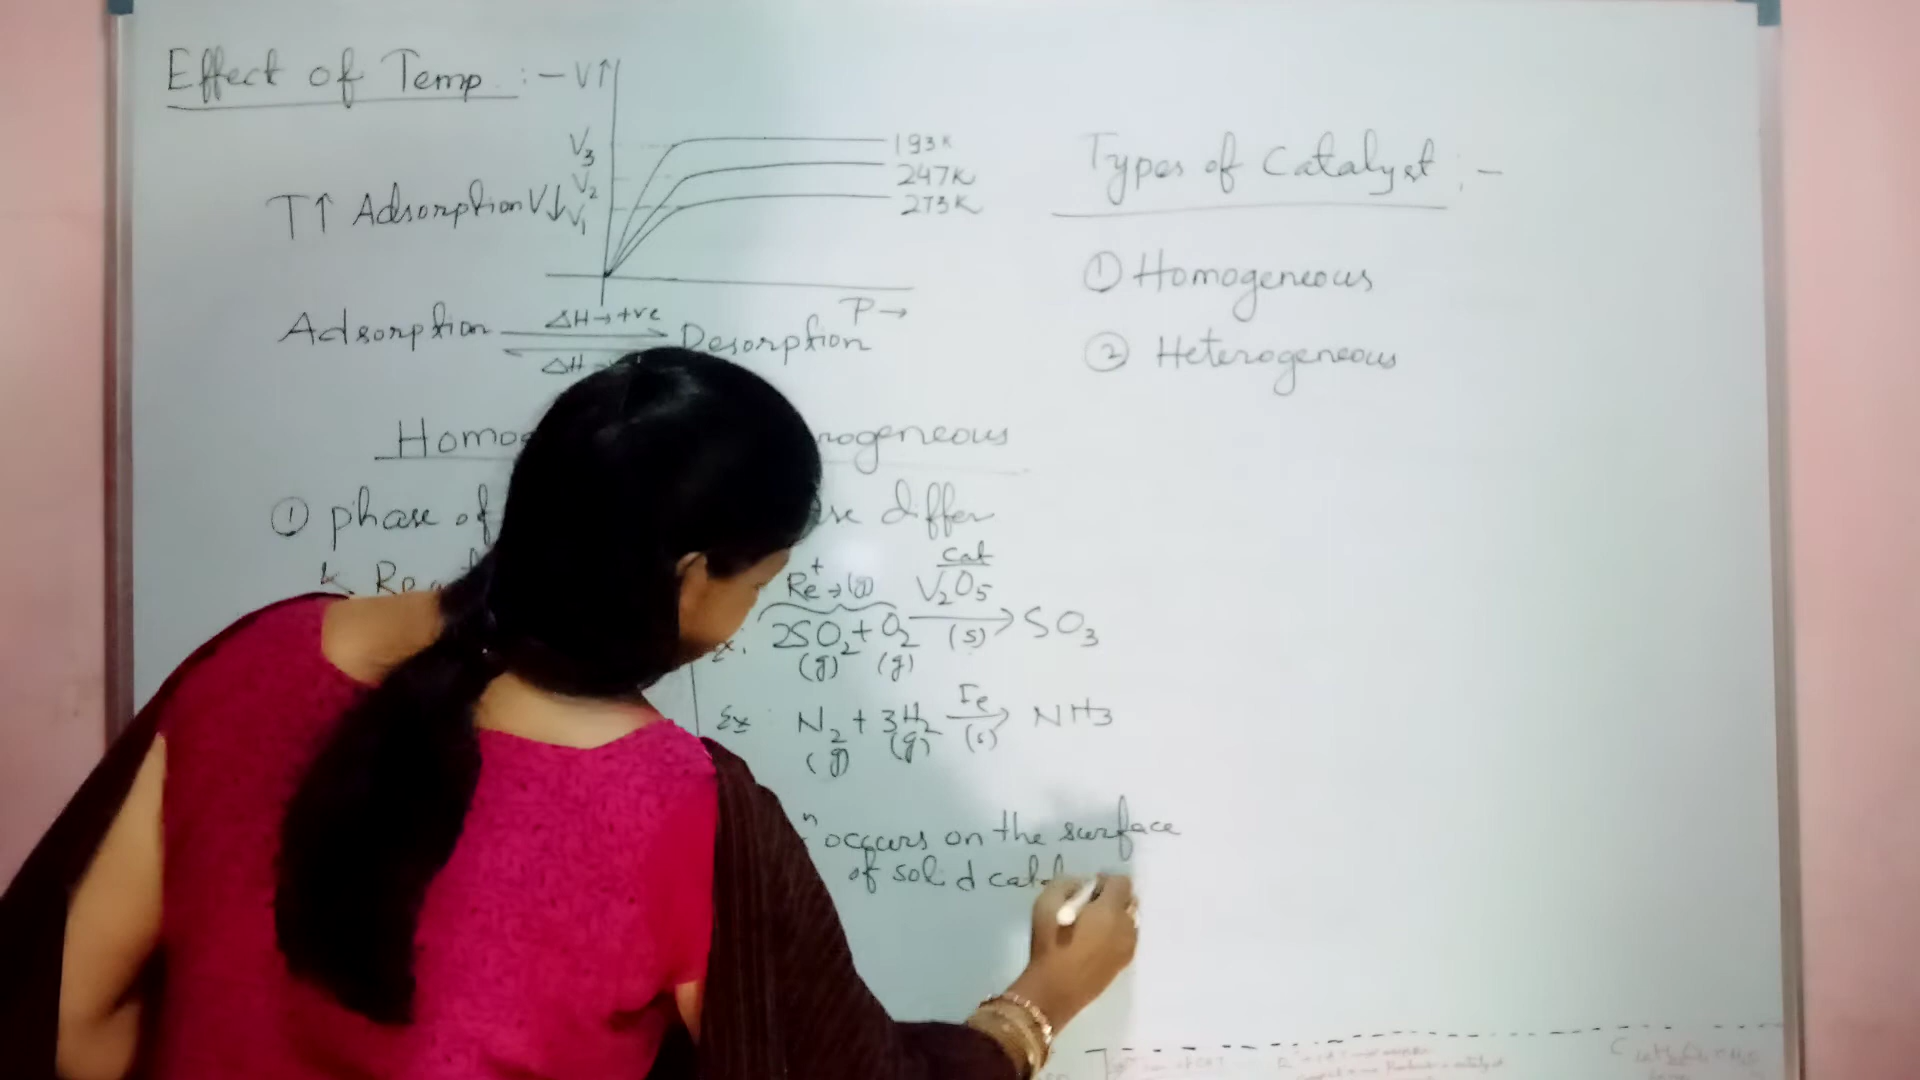 Effect of Temp :- V↑
V3
V2
V1
193K
247K
273K
T↑ Adsorption V↓
P→
Adsorption ΔH→+ve Desorption
ΔH
Homo rogeneous
① phase of differ
Cat
Re → (g) V2O5
2SO2 + O2 → SO3
(g) (g) (s)
Ex N2 + 3H2 Fe → NH3
(g) (g) (s)
n occurs on the surface
of solid
Types of Catalyst :-
① Homogeneous
② Heterogeneous